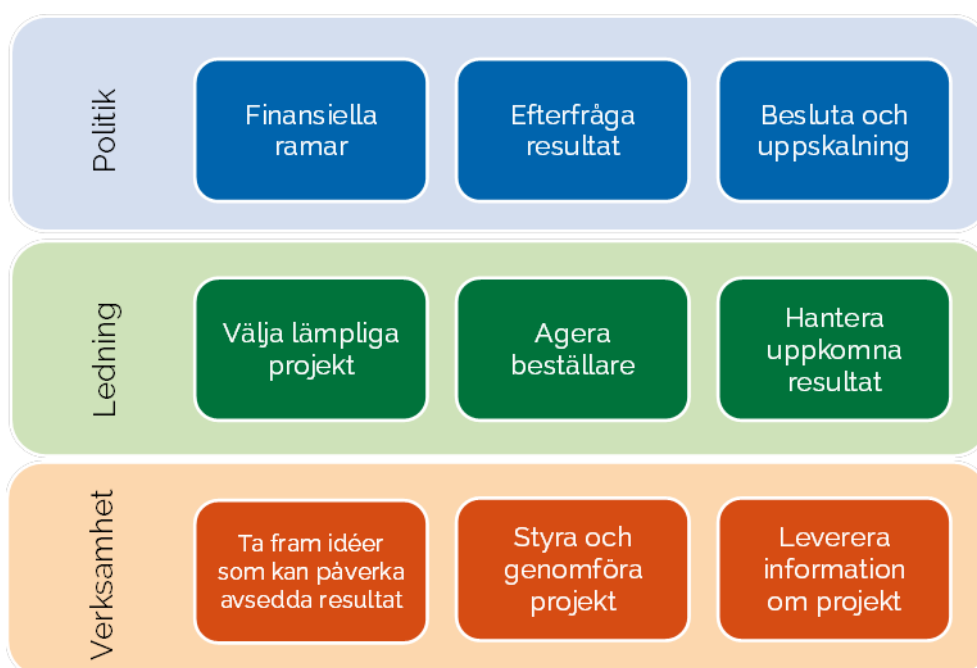 Politik
Finansiella
ramar
Efterfråga
resultat
Besluta och
uppskalning
Ledning
Välja lämpliga
projekt
Agera
beställare
Hantera
uppkomna
resultat
Verksamhet
Ta fram idéer
som kan påverka
avsedda resultat
Styra och
genomföra
projekt
Leverera
information
om projekt